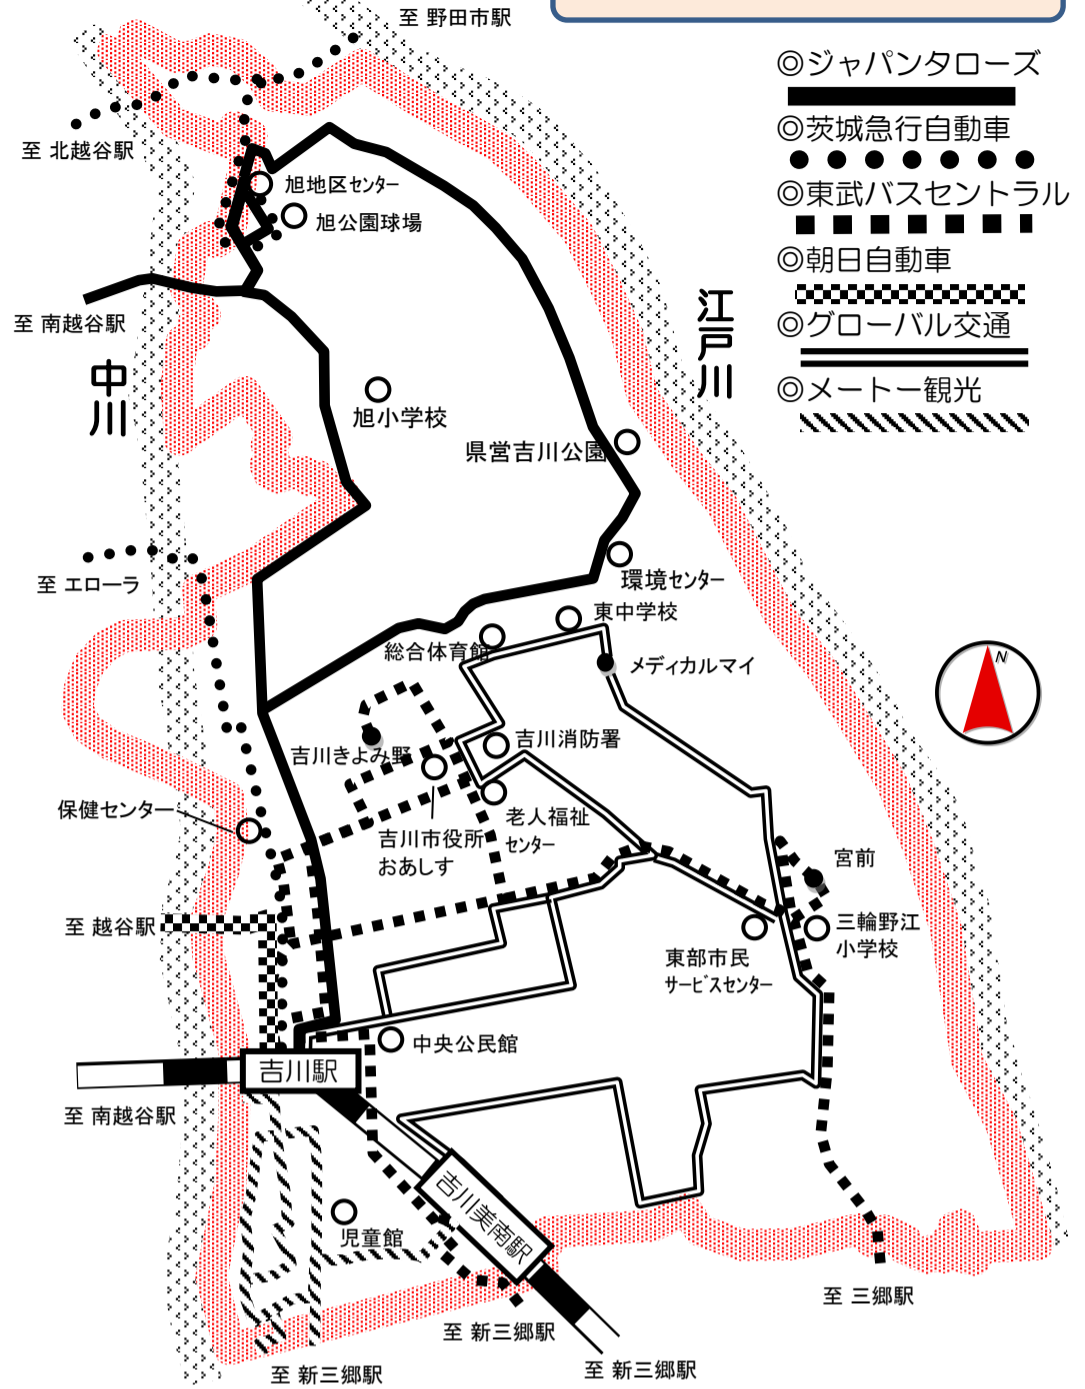 至 野田市駅
◎ジャパンタローズ
◎茨城急行自動車
◎東武バスセントラル
◎朝日自動車
◎グローバル交通
◎メートー観光
至 北越谷駅
旭地区センター
旭公園球場
至 南越谷駅
江戸川
中川
旭小学校
県営吉川公園
至 エローラ
環境センター
東中学校
総合体育館
メディカルマイ
N
吉川きよみ野
吉川消防署
保健センター
老人福祉
センター
吉川市役所
おあしす
宮前
至 越谷駅
三輪野江
小学校
東部市民
サービスセンター
中央公民館
吉川駅
至 南越谷駅
吉川美南駅
児童館
至 三郷駅
至 新三郷駅
至 新三郷駅
至 新三郷駅